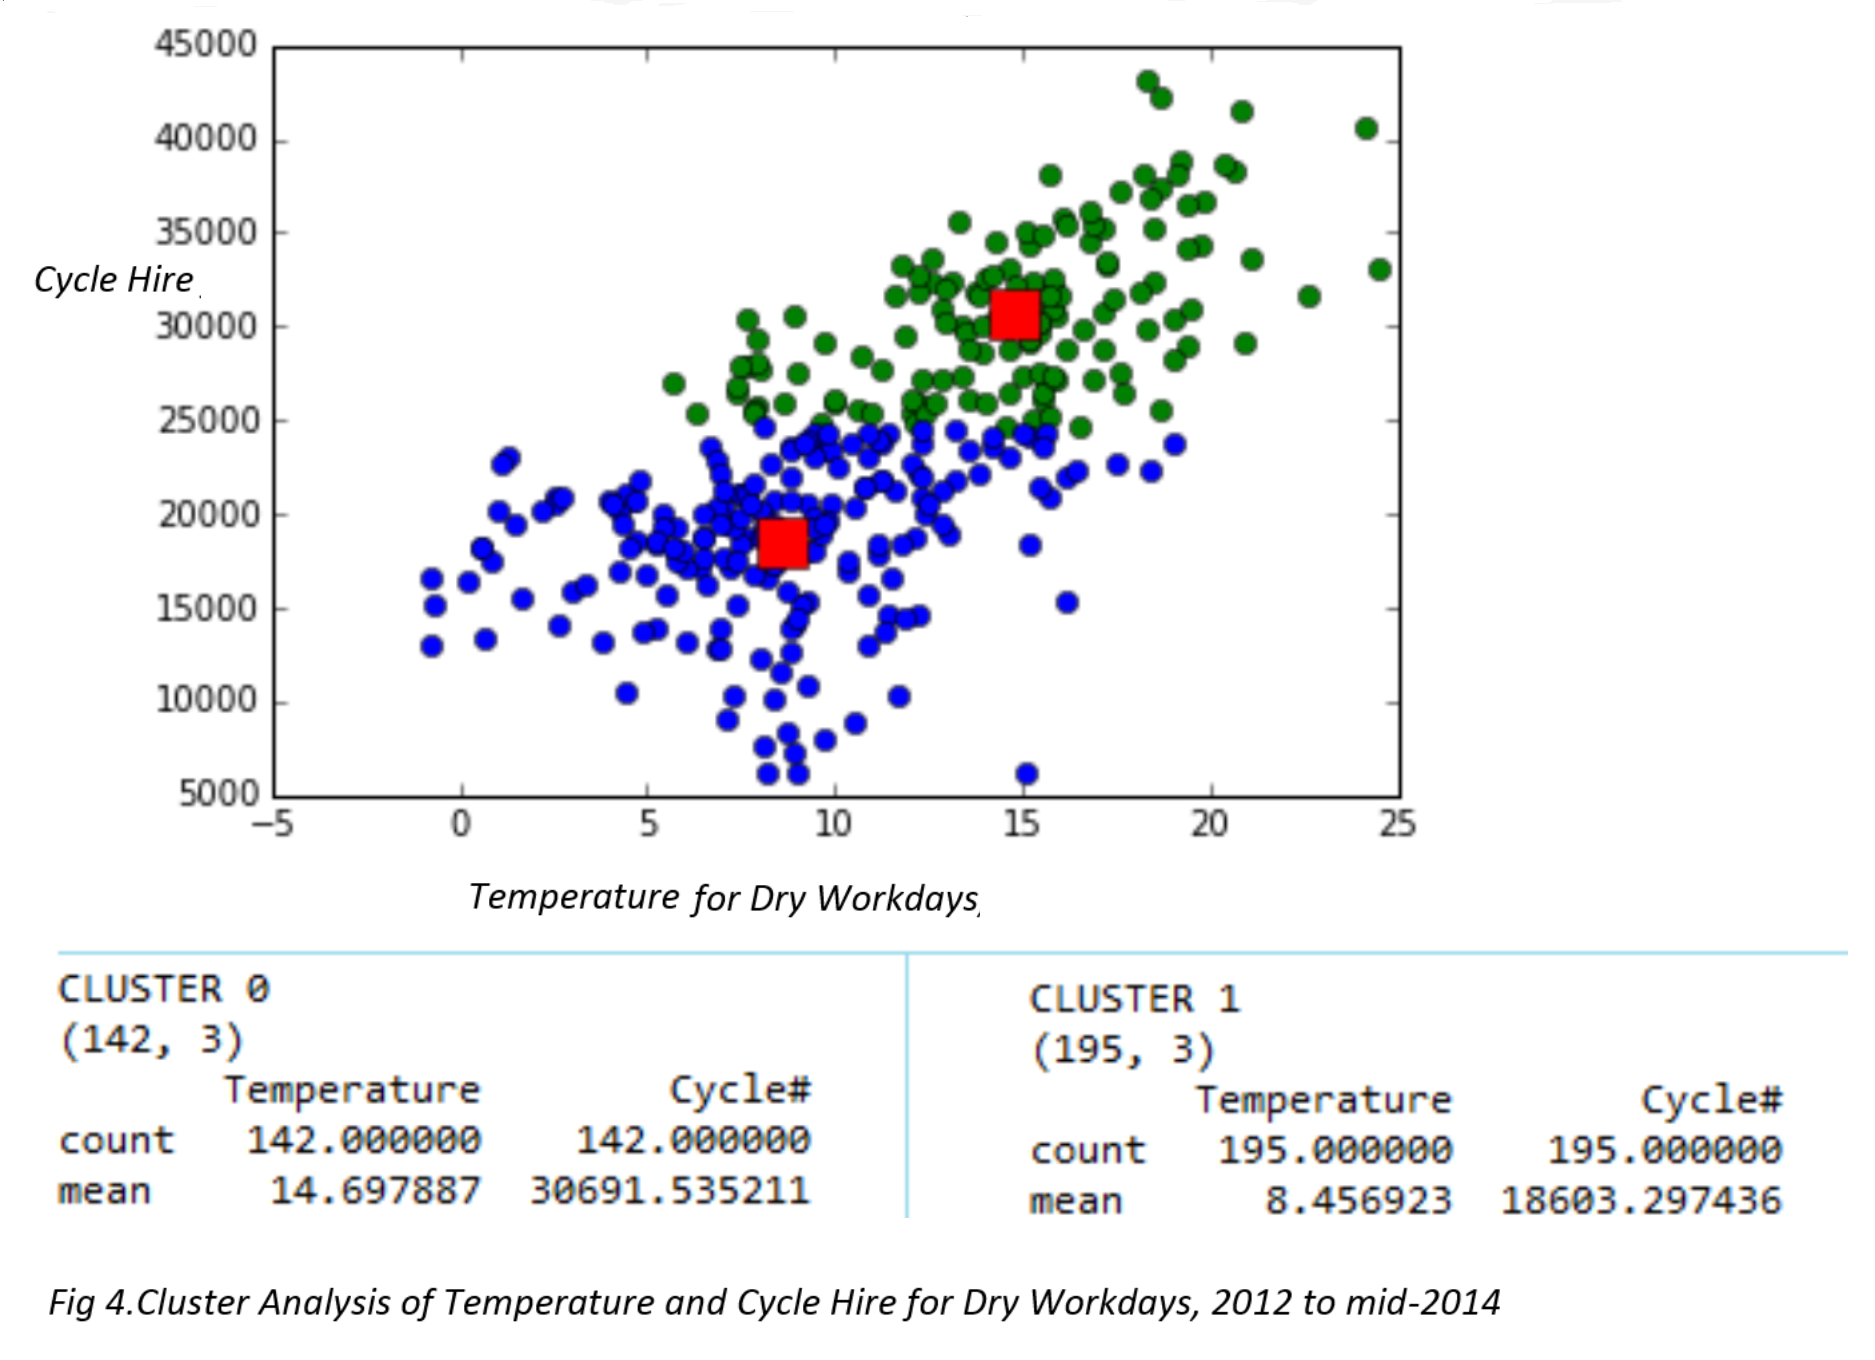 45000
40000
35000
Cycle Hire
30000
25000
20000
15000
10000
5000
−5 0 5 10 15 20 25
Temperature for Dry Workdays
CLUSTER 0
(142, 3)
Temperature Cycle#
count 142.000000 142.000000
mean 14.697887 30691.535211
CLUSTER 1
(195, 3)
Temperature Cycle#
count 195.000000 195.000000
mean 8.456923 18603.297436
Fig 4.Cluster Analysis of Temperature and Cycle Hire for Dry Workdays, 2012 to mid-2014